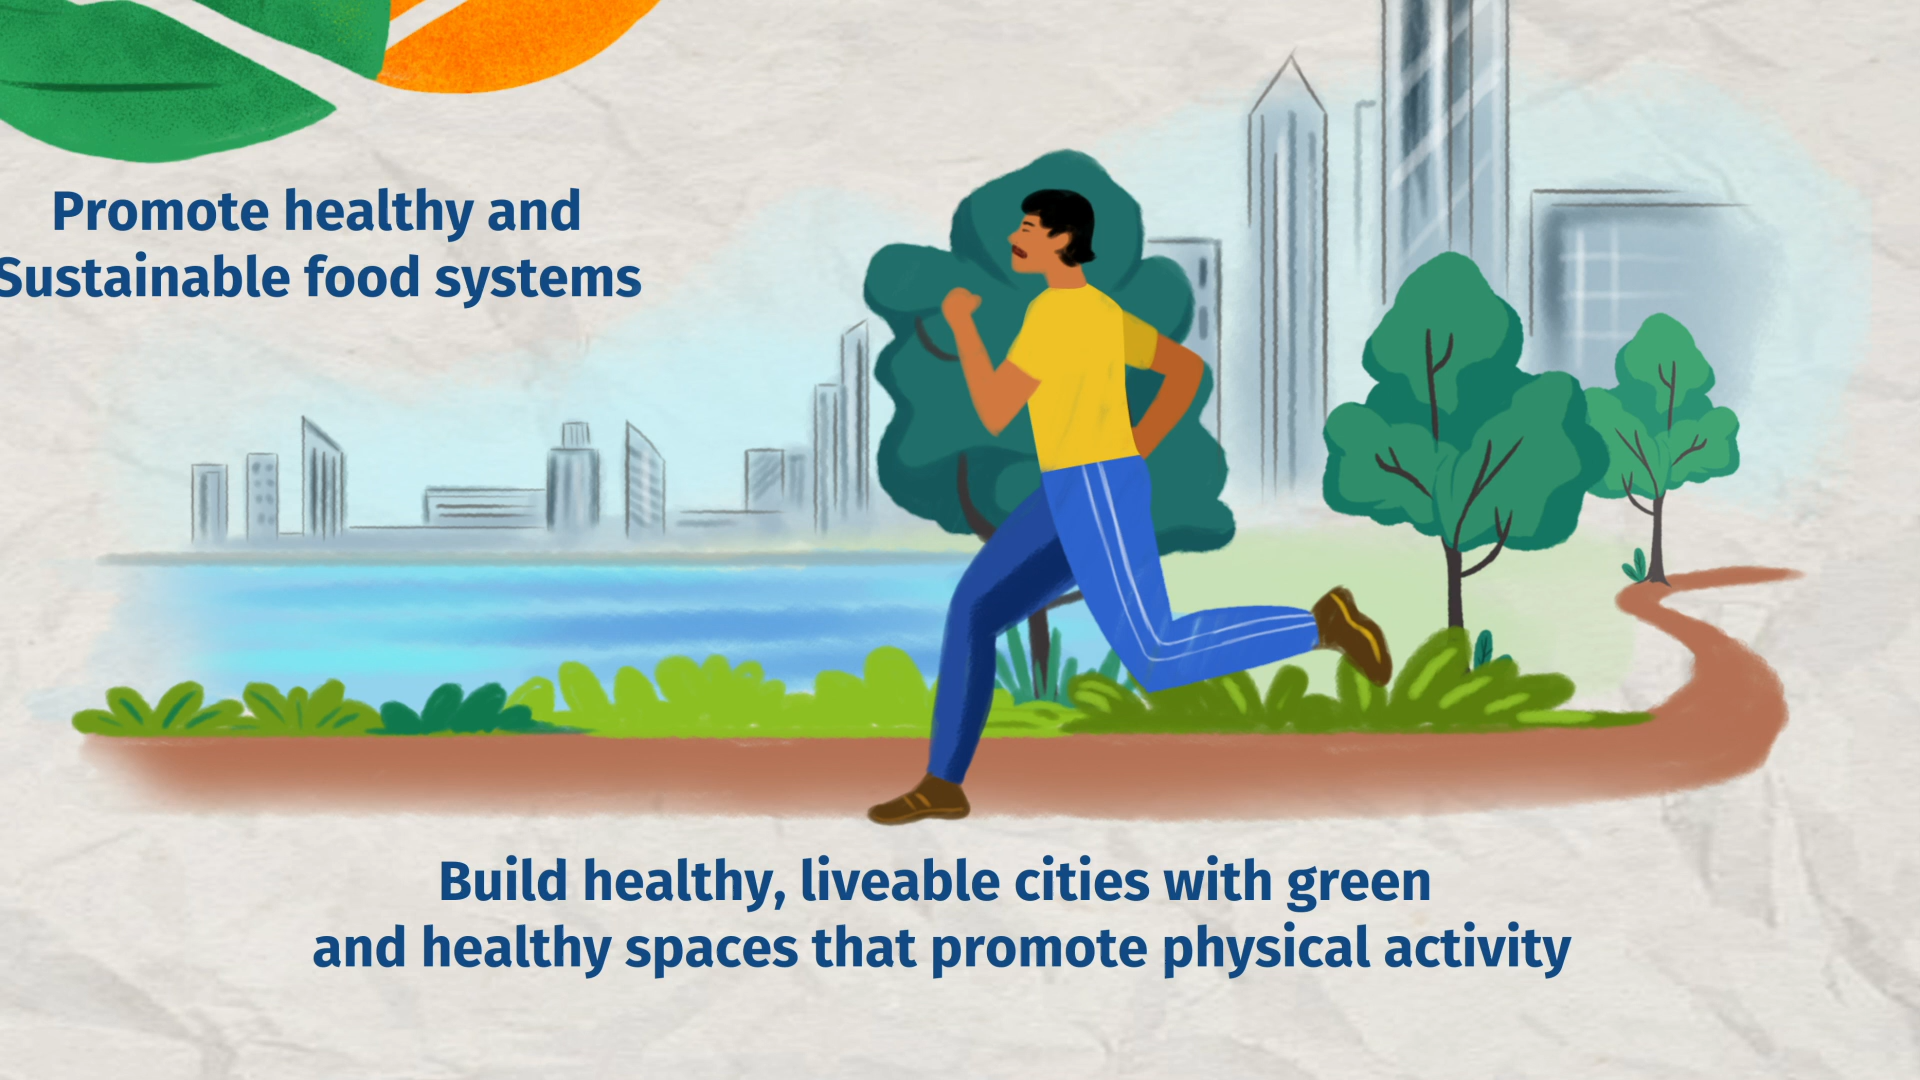 Promote healthy and
Sustainable food systems
Build healthy, liveable cities with green
and healthy spaces that promote physical activity